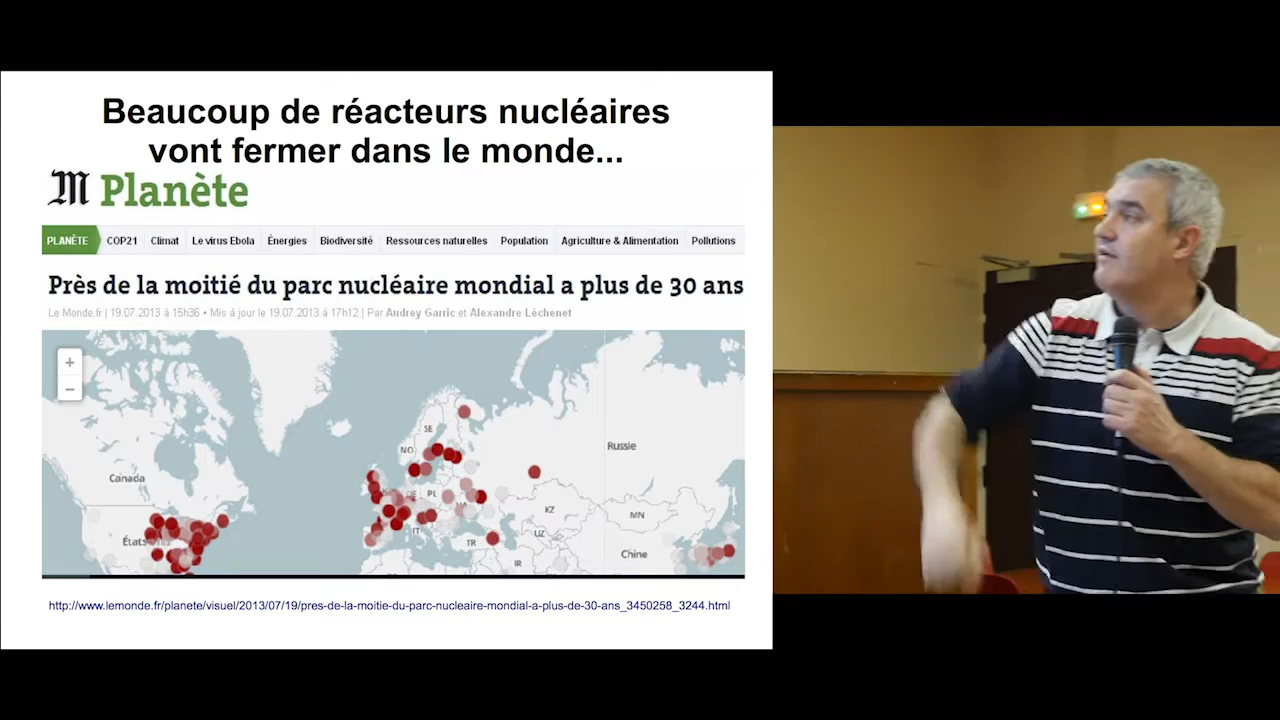 Beaucoup de réacteurs nucléaires
vont fermer dans le monde...
M Planète
PLANÈTE COP21 Climat Le virus Ebola Énergies Biodiversité Ressources naturelles Population Agriculture & Alimentation Pollutions
Près de la moitié du parc nucléaire mondial a plus de 30 ans
Le Monde.fr | 19.07.2013 à 15h36 • Mis à jour le 19.07.2013 à 17h12 | Par Audrey Garric et Alexandre Léchenet
+
−
SE
NO
Russie
Canada
DE
PL
KZ
MN
États
IT
TR
UZ
IR
Chine
http://www.lemonde.fr/planete/visuel/2013/07/19/pres-de-la-moitie-du-parc-nucleaire-mondial-a-plus-de-30-ans_3450258_3244.html